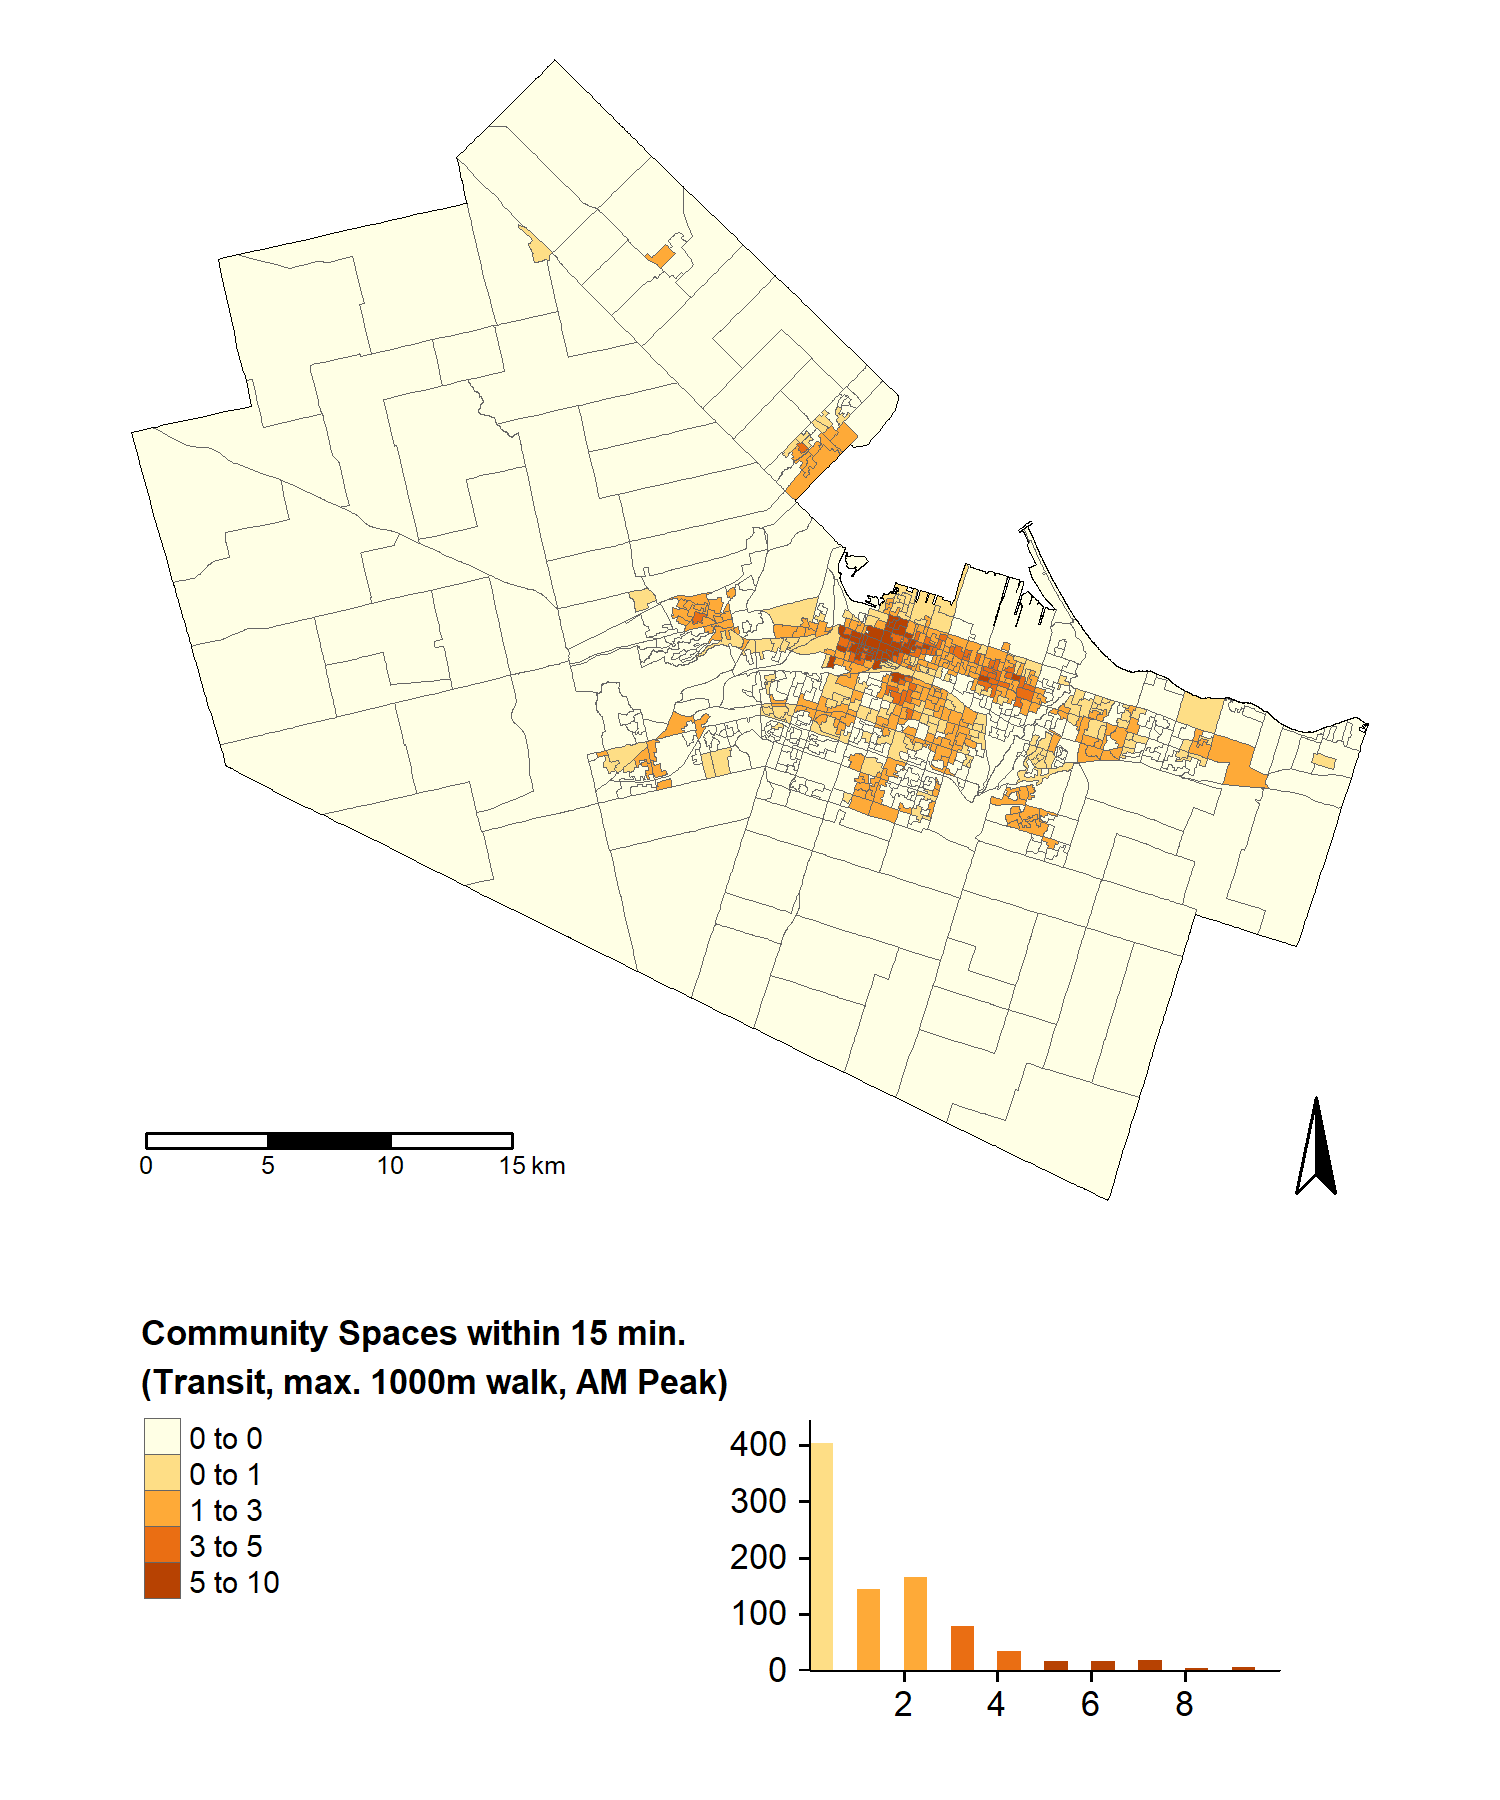 0 5 10 15 km
Community Spaces within 15 min.
(Transit, max. 1000m walk, AM Peak)
0 to 0
0 to 1
1 to 3
3 to 5
5 to 10
400
300
200
100
0
2 4 6 8